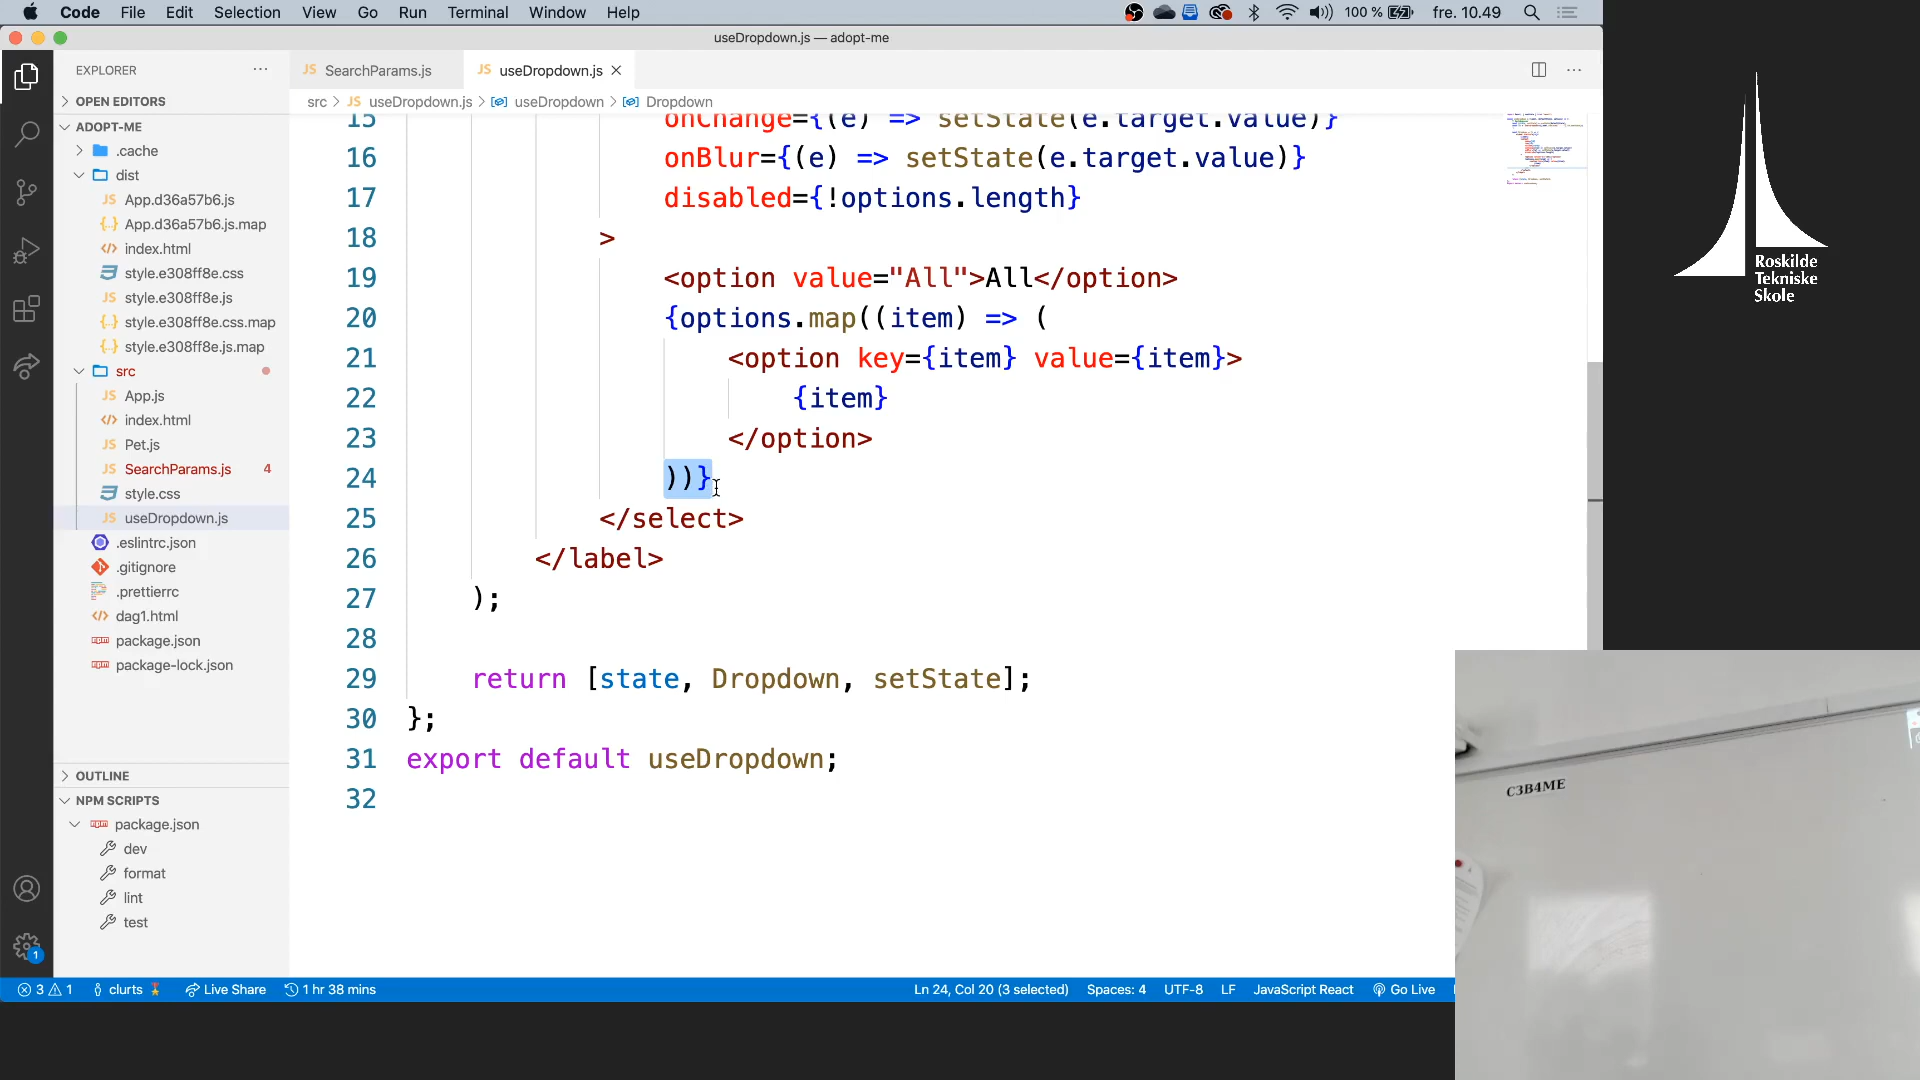 Code File Edit Selection View Go Run Terminal Window Help 100 % fre. 10.49
useDropdown.js — adopt-me
EXPLORER
SearchParams.js useDropdown.js
OPEN EDITORS
src useDropdown.js useDropdown Dropdown
ADOPT-ME
.cache
dist
App.d36a57b6.js
App.d36a57b6.js.map
index.html
style.e308ff8e.css
style.e308ff8e.js
style.e308ff8e.css.map
style.e308ff8e.js.map
src
App.js
index.html
Pet.js
SearchParams.js 4
style.css
useDropdown.js
.eslintrc.json
.gitignore
.prettierrc
dag1.html
package.json
package-lock.json
OUTLINE
NPM SCRIPTS
package.json
dev
format
lint
test
15 onChange={(e) => setState(e.target.value)}
16 onBlur={(e) => setState(e.target.value)}
17 disabled={!options.length}
18 >
19 <option value="All">All</option>
20 {options.map((item) => (
21 <option key={item} value={item}>
22 {item}
23 </option>
24 ))}
25 </select>
26 </label>
27 );
28
29 return [state, Dropdown, setState];
30 };
31 export default useDropdown;
32
1
3 1 clurts Live Share 1 hr 38 mins Ln 24, Col 20 (3 selected) Spaces: 4 UTF-8 LF JavaScript React Go Live
Roskilde
Tekniske
Skole
C3B4ME